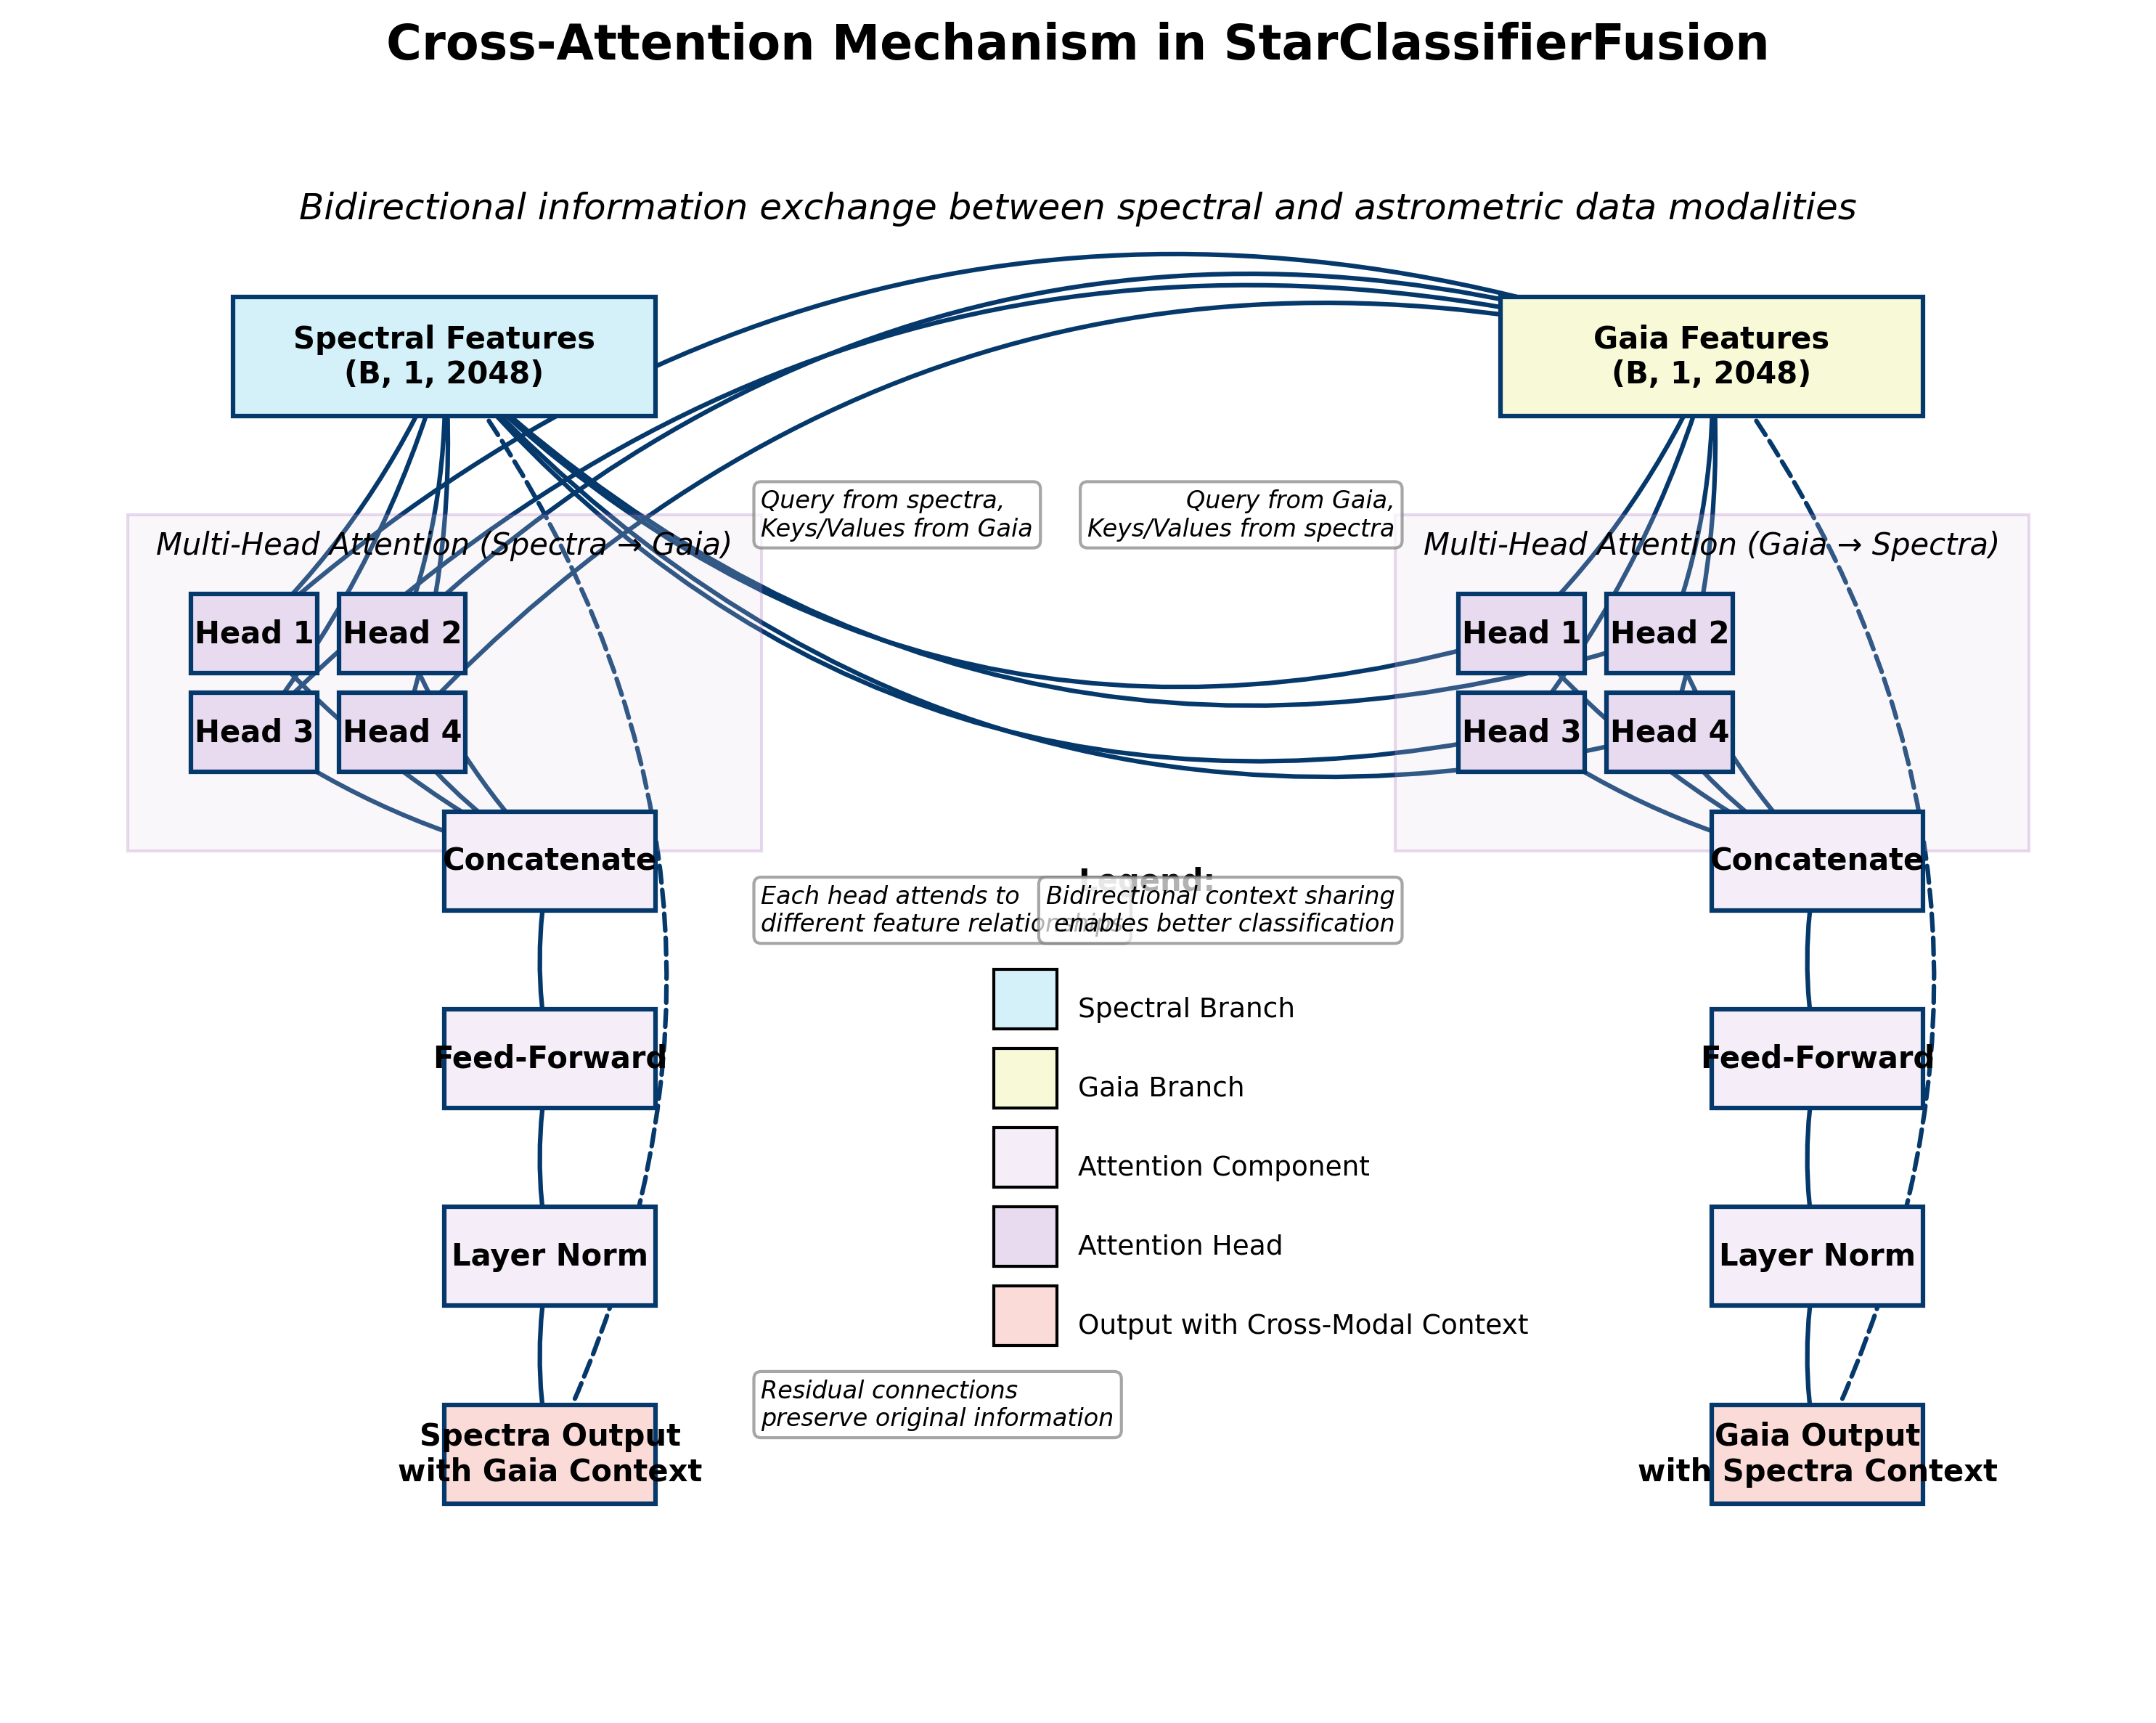 Cross-Attention Mechanism in StarClassifierFusion
Bidirectional information exchange between spectral and astrometric data modalities
Spectral Features
(B, 1, 2048)
Gaia Features
(B, 1, 2048)
Query from spectra,
Keys/Values from Gaia
Query from Gaia,
Keys/Values from spectra
Multi-Head Attention (Spectra → Gaia)
Head 1
Head 2
Head 3
Head 4
Multi-Head Attention (Gaia → Spectra)
Head 1
Head 2
Head 3
Head 4
Concatenate
Feed-Forward
Layer Norm
Spectra Output
with Gaia Context
Legend:
Each head attends to
different feature relationships
Bidirectional context sharing
enables better classification
Spectral Branch
Gaia Branch
Attention Component
Attention Head
Output with Cross-Modal Context
Residual connections
preserve original information
Concatenate
Feed-Forward
Layer Norm
Gaia Output
with Spectra Context